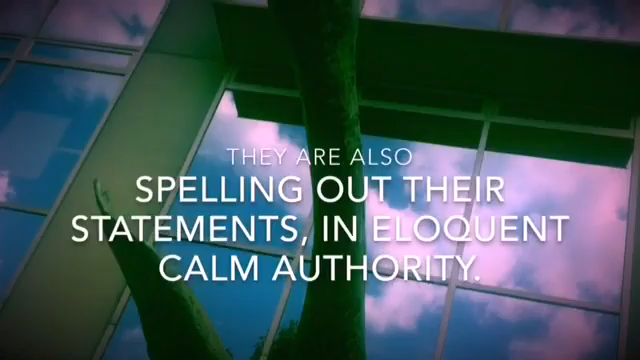 THEY ARE ALSO
SPELLING OUT THEIR
STATEMENTS, IN ELOQUENT
CALM AUTHORITY.